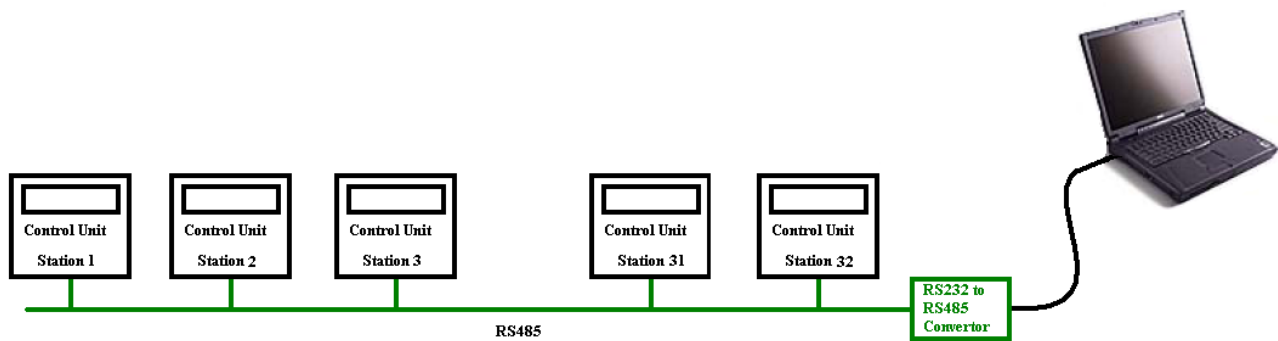 Control Unit
Station 1
Control Unit
Station 2
Control Unit
Station 3
Control Unit
Station 31
Control Unit
Station 32
RS232 to
RS485
Convertor
RS485